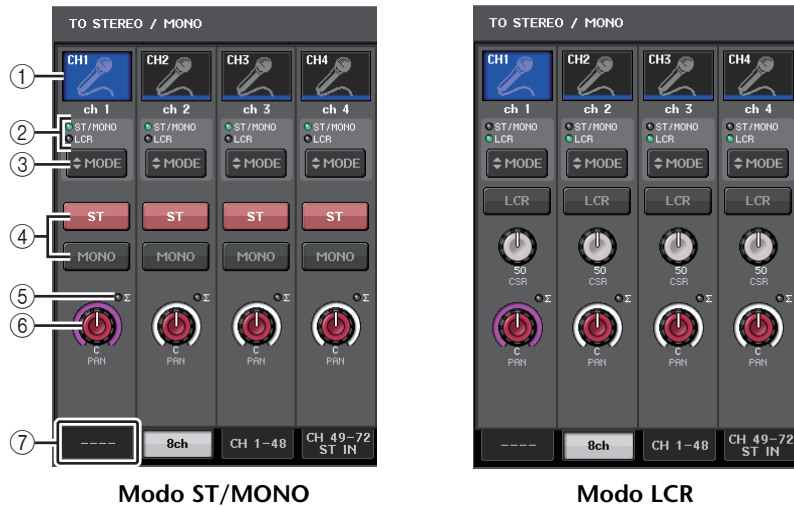 TO STEREO / MONO
CH1 CH2 CH3 CH4
ch 1 ch 2 ch 3 ch 4
ST/MONO ST/MONO ST/MONO ST/MONO
LCR LCR LCR LCR
MODE MODE MODE MODE
ST ST ST ST
MONO MONO MONO MONO
Σ Σ Σ Σ
C C C C
PAN PAN PAN PAN
---- 8ch CH 1-48 CH 49-72
ST IN
① ② ③ ④ ⑤ ⑥ ⑦
Modo ST/MONO
TO STEREO / MONO
CH1 CH2 CH3 CH4
ch 1 ch 2 ch 3 ch 4
ST/MONO ST/MONO ST/MONO ST/MONO
LCR LCR LCR LCR
MODE MODE MODE MODE
LCR LCR LCR LCR
50 50 50 50
CSR CSR CSR CSR
Σ Σ Σ Σ
C C C C
PAN PAN PAN PAN
---- 8ch CH 1-48 CH 49-72
ST IN
Modo LCR